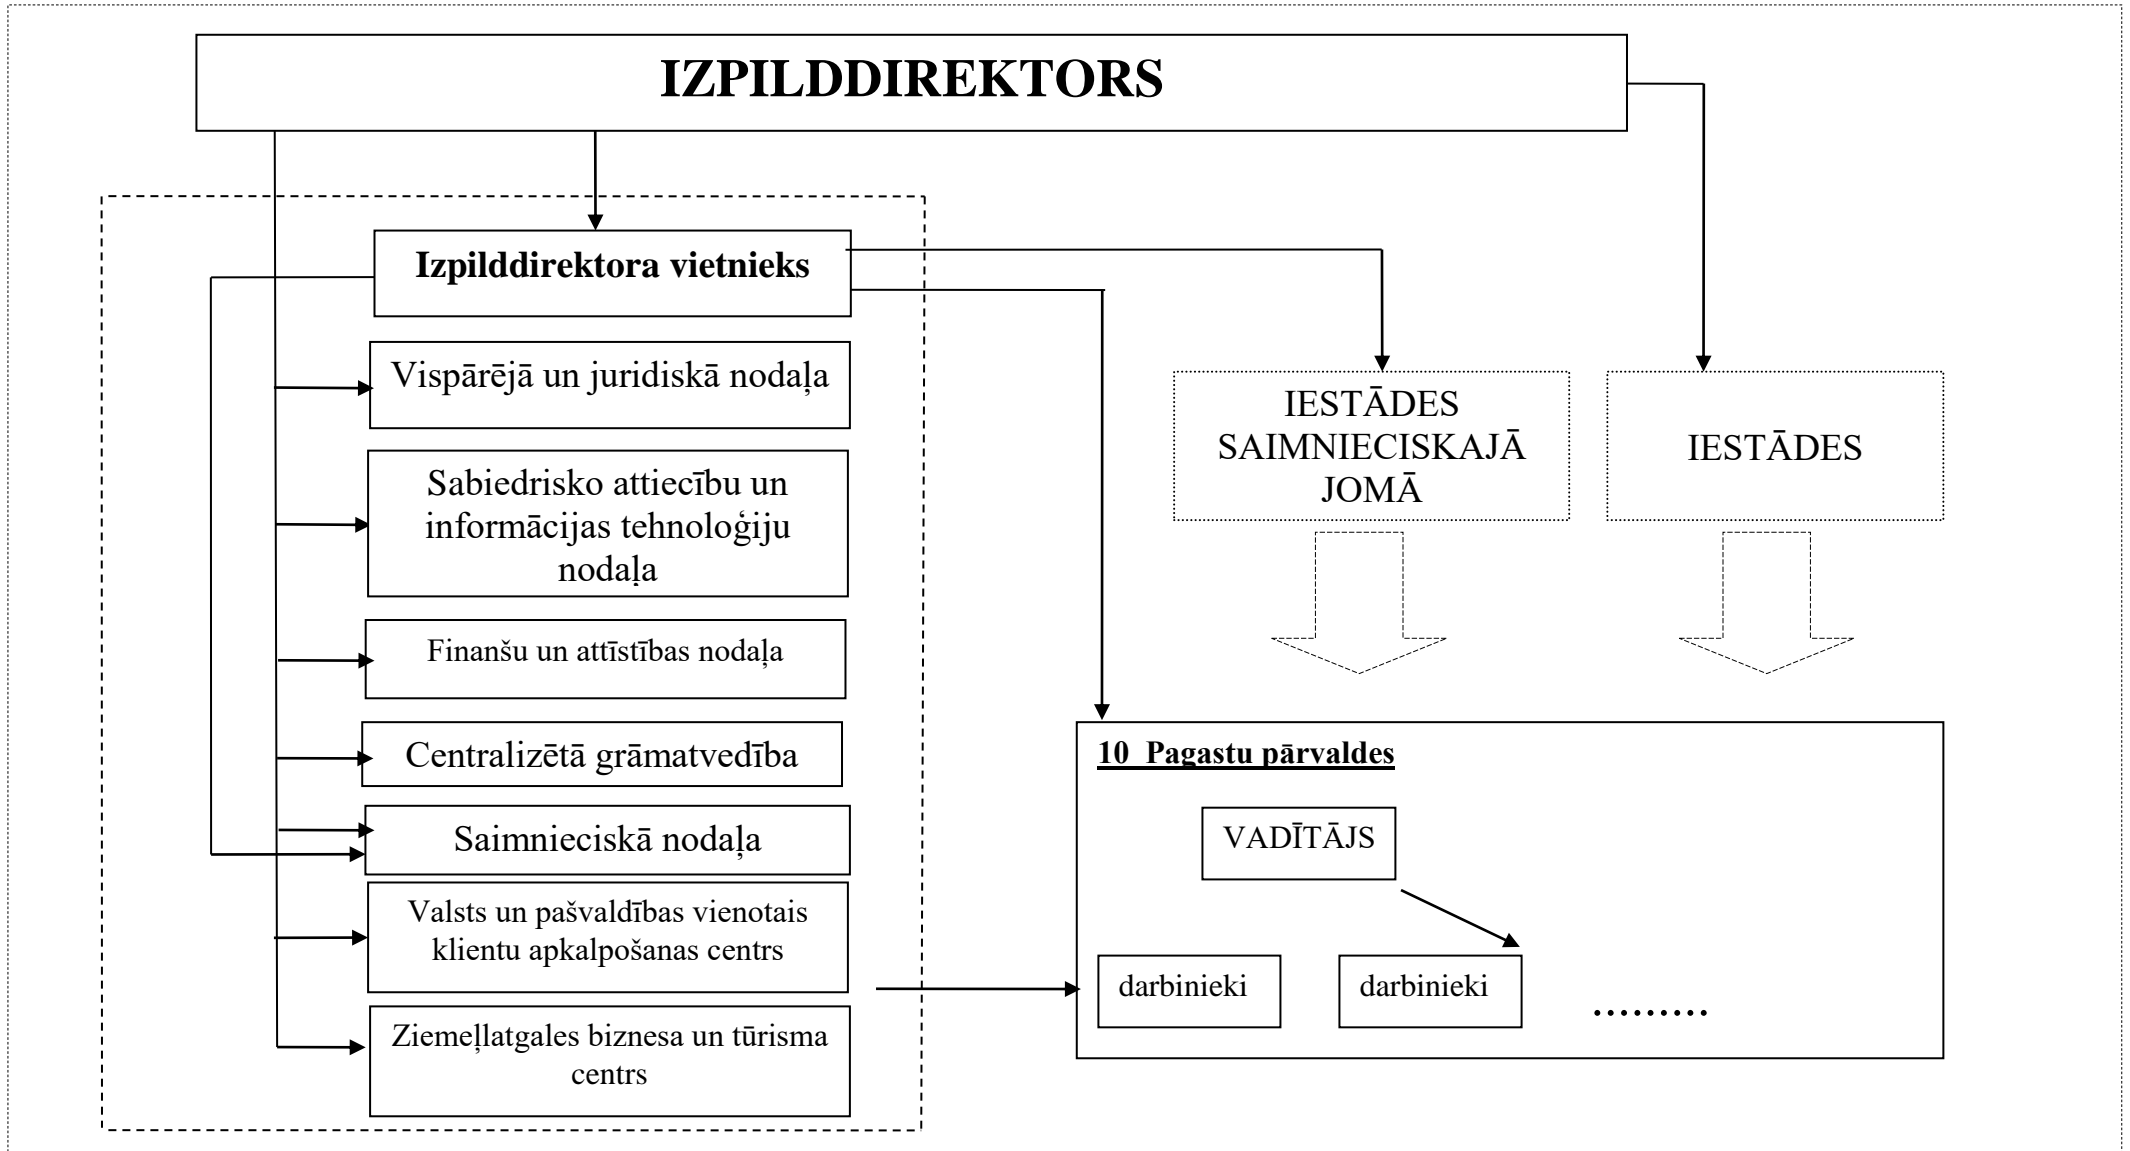 IZPILDDIREKTORS
Izpilddirektora vietnieks
Vispārējā un juridiskā nodaļa
Sabiedrisko attiecību un
informācijas tehnoloģiju
nodaļa
Finanšu un attīstības nodaļa
Centralizētā grāmatvedība
Saimnieciskā nodaļa
Valsts un pašvaldības vienotais
klientu apkalpošanas centrs
Ziemeļlatgales biznesa un tūrisma
centrs
IESTĀDES
SAIMNIECISKAJĀ
JOMĀ
IESTĀDES
10 Pagastu pārvaldes
VADĪTĀJS
darbinieki
darbinieki
.........